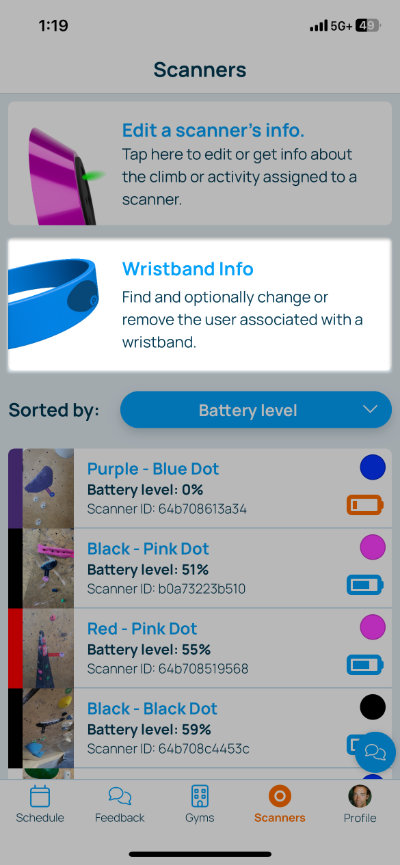 1:19
5G+ 49
Scanners
Edit a scanner's info.
Tap here to edit or get info about
the climb or activity assigned to a
scanner.
Wristband Info
Find and optionally change or
remove the user associated with a
wristband.
Sorted by:
Battery level
Purple - Blue Dot
Battery level: 0%
Scanner ID: 64b708613a34
Black - Pink Dot
Battery level: 51%
Scanner ID: b0a73223b510
Red - Pink Dot
Battery level: 55%
Scanner ID: 64b708519568
Black - Black Dot
Battery level: 59%
Scanner ID: 64b708c4453c
Schedule
Feedback
Gyms
Scanners
Profile